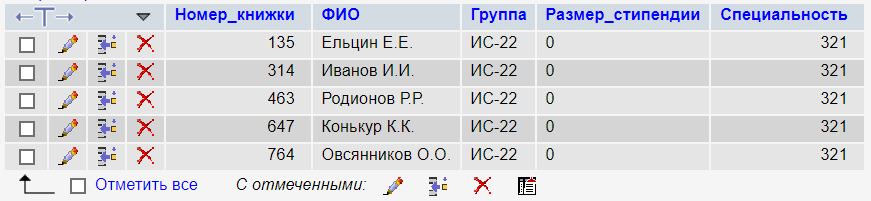 Номер_книжки ФИО Группа Размер_стипендии Специальность
135 Ельцин Е.Е. ИС-22 0 321
314 Иванов И.И. ИС-22 0 321
463 Родионов Р.Р. ИС-22 0 321
647 Конькур К.К. ИС-22 0 321
764 Овсянников О.О. ИС-22 0 321
Отметить все С отмеченными: